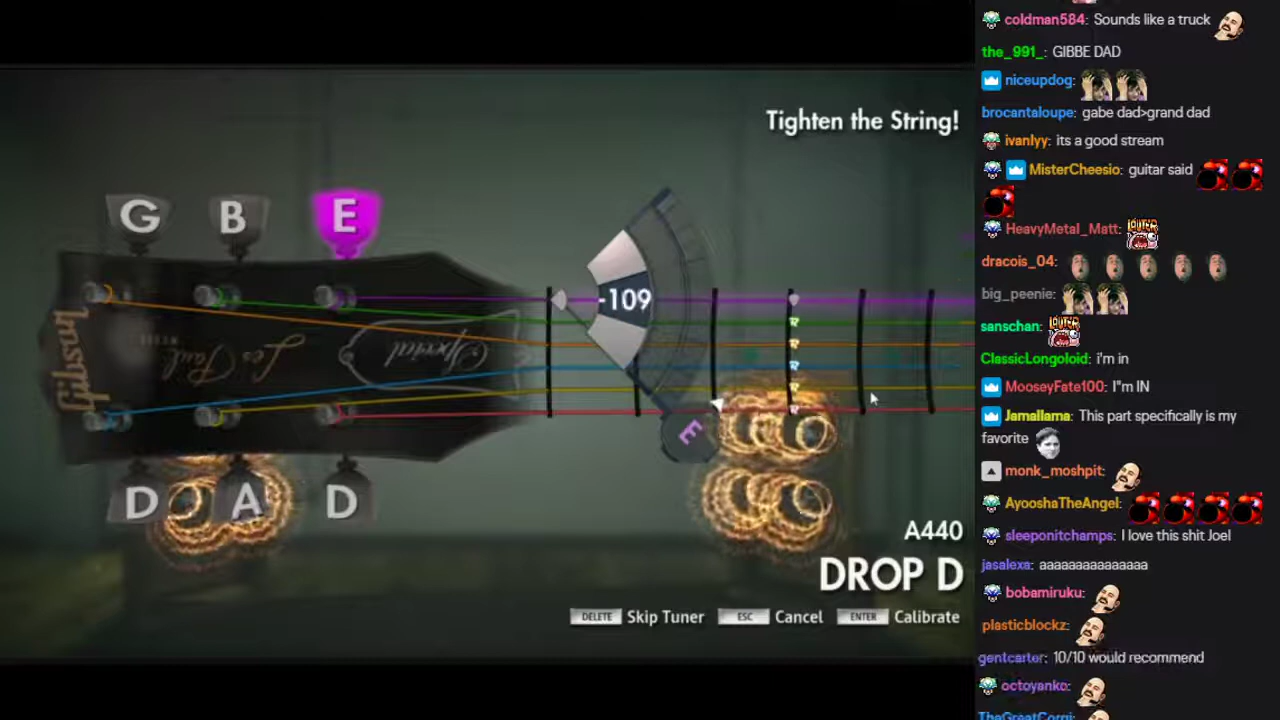 Tighten the String!
G B E
-109
Gibson
Les Paul
Special
E
D A D
A440
DROP D
DELETE Skip Tuner ESC Cancel ENTER Calibrate
coldman584: Sounds like a truck
the_991_: GIBBE DAD
niceupdog:
brocantaloupe: gabe dad>grand dad
ivanlyy: its a good stream
MisterCheesio: guitar said
HeavyMetal_Matt:
dracois_04:
big_peenie:
sanschan:
ClassicLongoloid: i'm in
MooseyFate100: I"m IN
Jamallama: This part specifically is my
favorite
monk_moshpit:
AyooshaTheAngel:
sleeponitchamps: I love this shit Joel
jasalexa: aaaaaaaaaaaaaaa
bobamiruku:
plasticblockz:
gentcarter: 10/10 would recommend
octoyanko:
TheGreatCorgi: